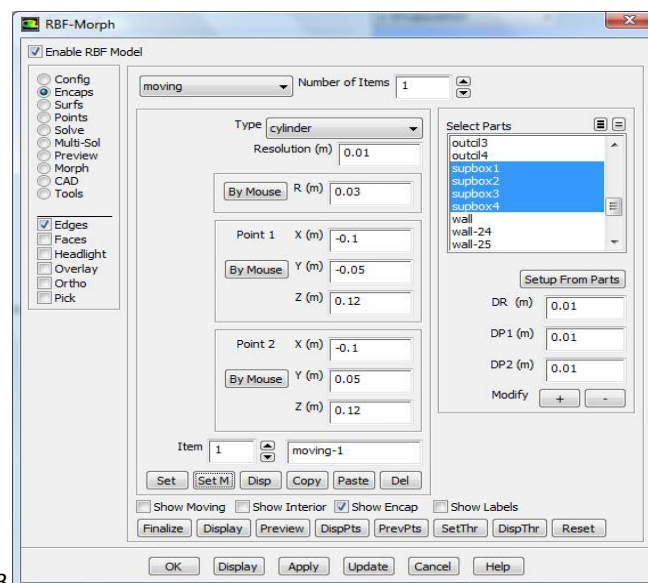 RBF-Morph
Enable RBF Model
Config
Encaps
Surfs
Points
Solve
Multi-Sol
Preview
Morph
CAD
Tools
Edges
Faces
Headlight
Overlay
Ortho
Pick
moving Number of Items 1
Type cylinder
Resolution (m) 0.01
By Mouse R (m) 0.03
Point 1 X (m) -0.1
By Mouse Y (m) -0.05
Z (m) 0.12
Point 2 X (m) -0.1
By Mouse Y (m) 0.05
Z (m) 0.12
Item 1 moving-1
Set Set M Disp Copy Paste Del
Select Parts
outcil3
outcil4
supbox1
supbox2
supbox3
supbox4
wall
wall-24
wall-25
Setup From Parts
DR (m) 0.01
DP1 (m) 0.01
DP2 (m) 0.01
Modify + -
Show Moving Show Interior Show Encap Show Labels
Finalize Display Preview DispPts PrevPts SetThr DispThr Reset
OK Display Apply Update Cancel Help